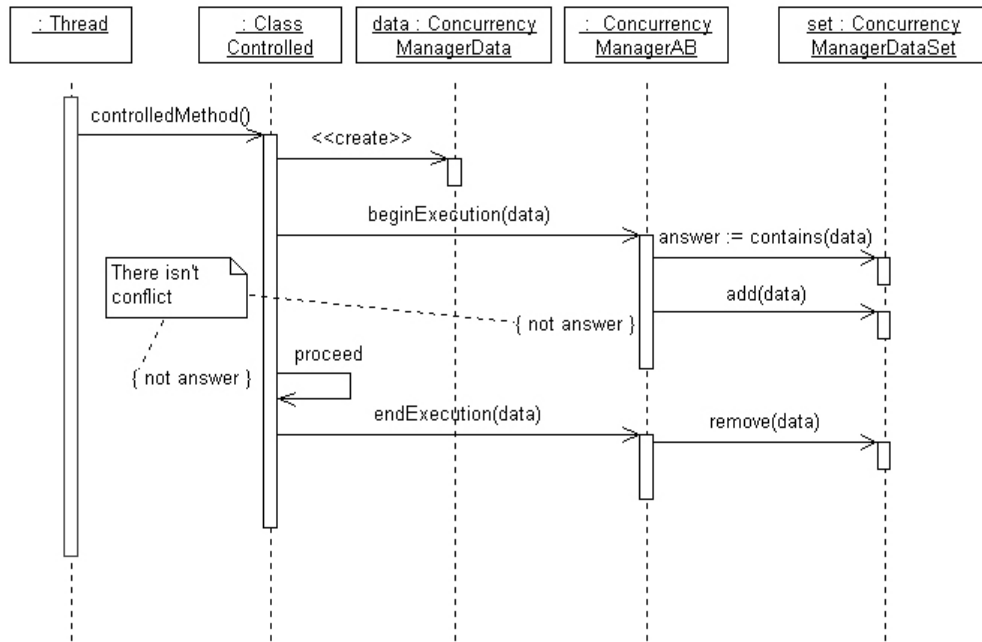 : Thread
: Class
Controlled
data : Concurrency
ManagerData
: Concurrency
ManagerAB
set : Concurrency
ManagerDataSet
controlledMethod()
<<create>>
beginExecution(data)
answer := contains(data)
There isn't
conflict
add(data)
{ not answer }
proceed
{ not answer }
endExecution(data)
remove(data)